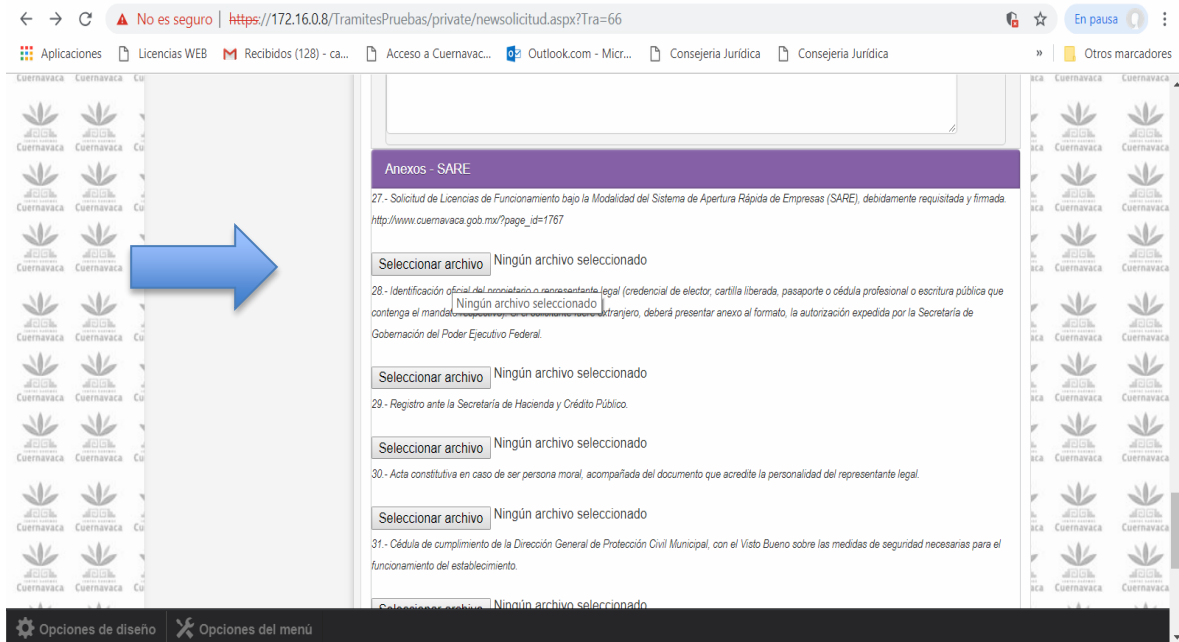 No es seguro | https://172.16.0.8/TramitesPruebas/private/newsolicitud.aspx?Tra=66
En pausa
Aplicaciones Licencias WEB Recibidos (128) - ca... Acceso a Cuernavac... Outlook.com - Micr... Consejeria Jurídica Consejeria Jurídica » Otros marcadores
Anexos - SARE
27.- Solicitud de Licencias de Funcionamiento bajo la Modalidad del Sistema de Apertura Rápida de Empresas (SARE), debidamente requisitada y firmada.
http://www.cuernavaca.gob.mx/?page_id=1767
Seleccionar archivo Ningún archivo seleccionado
28.- Identificación oficial del propietario o representante legal (credencial de elector, cartilla liberada, pasaporte o cédula profesional o escritura pública que
Ningún archivo seleccionado
contenga el mandato extranjero, deberá presentar anexo al formato, la autorización expedida por la Secretaría de
Gobernación del Poder Ejecutivo Federal.
Seleccionar archivo Ningún archivo seleccionado
29.- Registro ante la Secretaría de Hacienda y Crédito Público.
Seleccionar archivo Ningún archivo seleccionado
30.- Acta constitutiva en caso de ser persona moral, acompañada del documento que acredite la personalidad del representante legal.
Seleccionar archivo Ningún archivo seleccionado
31.- Cédula de cumplimiento de la Dirección General de Protección Civil Municipal, con el Visto Bueno sobre las medidas de seguridad necesarias para el
funcionamiento del establecimiento.
Seleccionar archivo Ningún archivo seleccionado
Cuernavaca Cuernavaca
Opciones de diseño Opciones del menú